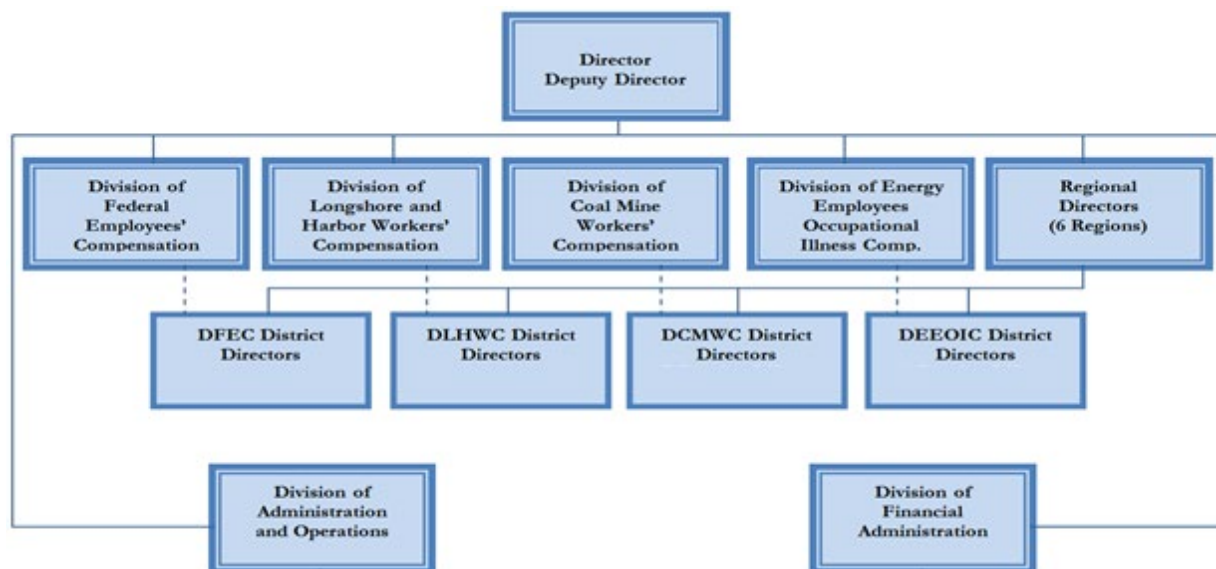 Director
Deputy Director
Division of
Federal
Employees’
Compensation
Division of
Longshore and
Harbor Workers’
Compensation
Division of
Coal Mine
Workers’
Compensation
Division of Energy
Employees
Occupational
Illness Comp.
Regional
Directors
(6 Regions)
DFEC District
Directors
DLHWC District
Directors
DCMWC District
Directors
DEEOIC District
Directors
Division of
Administration
and Operations
Division of
Financial
Administration